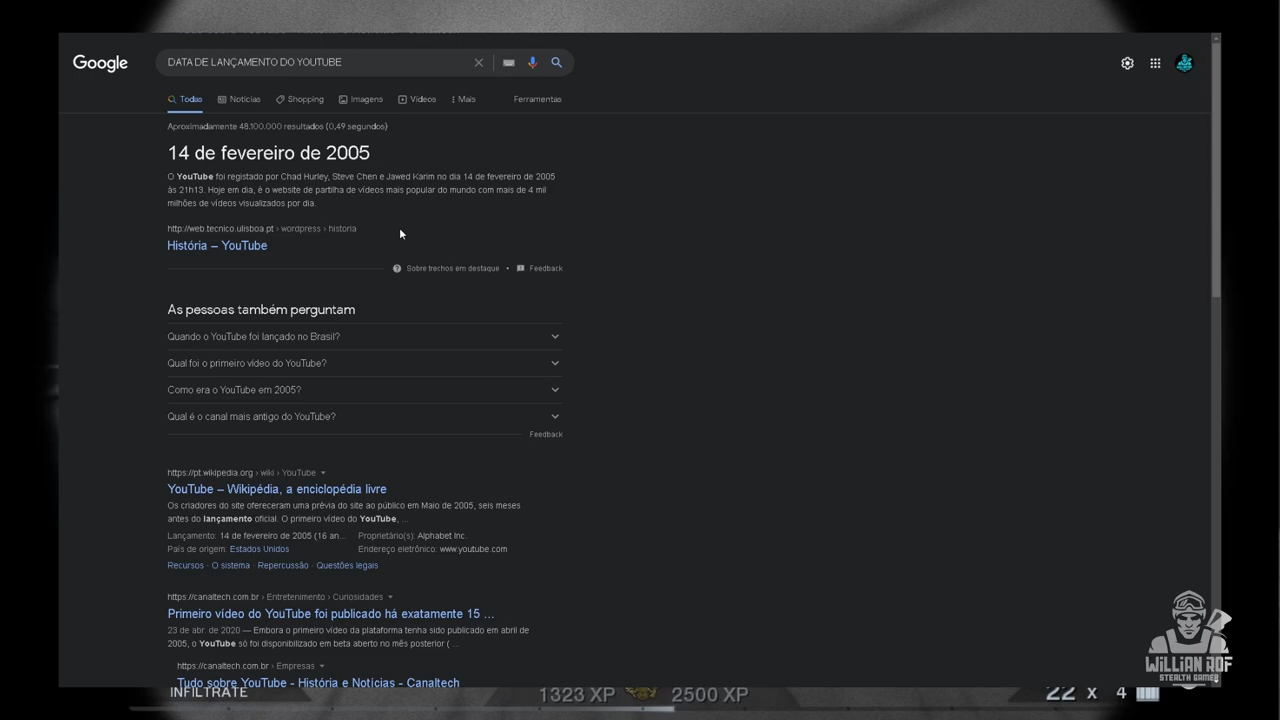 Google
DATA DE LANÇAMENTO DO YOUTUBE
Todas Notícias Shopping Imagens Vídeos Mais Ferramentas
Aproximadamente 48.100.000 resultados (0,49 segundos)
14 de fevereiro de 2005
O YouTube foi registado por Chad Hurley, Steve Chen e Jawed Karim no dia 14 de fevereiro de 2005
às 21h13. Hoje em dia, é o website de partilha de vídeos mais popular do mundo com mais de 4 mil
milhões de vídeos visualizados por dia.
http://web.tecnico.ulisboa.pt › wordpress › historia
História – YouTube
Sobre trechos em destaque • Feedback
As pessoas também perguntam
Quando o YouTube foi lançado no Brasil?
Qual foi o primeiro vídeo do YouTube?
Como era o YouTube em 2005?
Qual é o canal mais antigo do YouTube?
Feedback
https://pt.wikipedia.org › wiki › YouTube
YouTube – Wikipédia, a enciclopédia livre
Os criadores do site ofereceram uma prévia do site ao público em Maio de 2005, seis meses
antes do lançamento oficial. O primeiro vídeo do YouTube, ...
Lançamento: 14 de fevereiro de 2005 (16 an... Proprietário(s): Alphabet Inc.
País de origem: Estados Unidos Endereço eletrônico: www.youtube.com
Recursos · O sistema · Repercussão · Questões legais
https://canaltech.com.br › Entretenimento › Curiosidades
Primeiro vídeo do YouTube foi publicado há exatamente 15 ...
23 de abr. de 2020 — Embora o primeiro vídeo da plataforma tenha sido publicado em abril de
2005, o YouTube só foi disponibilizado em beta aberto no mês posterior ( ...
https://canaltech.com.br › Empresas
Tudo sobre YouTube - História e Notícias - Canaltech
WILLIAN ROF
STEALTH GAMES
INFILTRATE 1323 XP 2500 XP 22 x 4